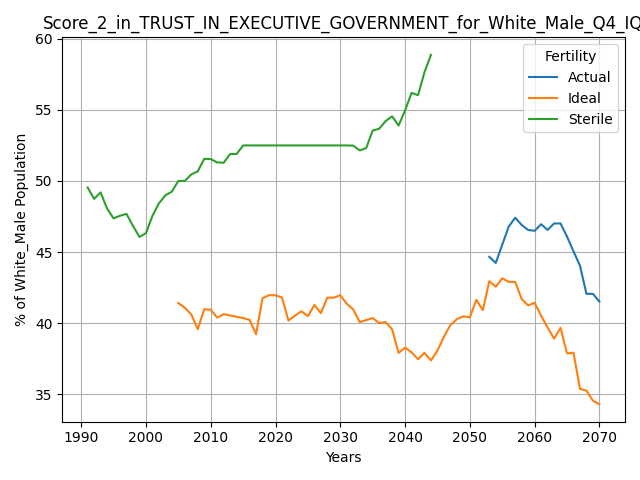 Score_2_in_TRUST_IN_EXECUTIVE_GOVERNMENT_for_White_Male_Q4_IQ
60
55
50
45
40
35
% of White_Male Population
Fertility
Actual
Ideal
Sterile
1990 2000 2010 2020 2030 2040 2050 2060 2070
Years